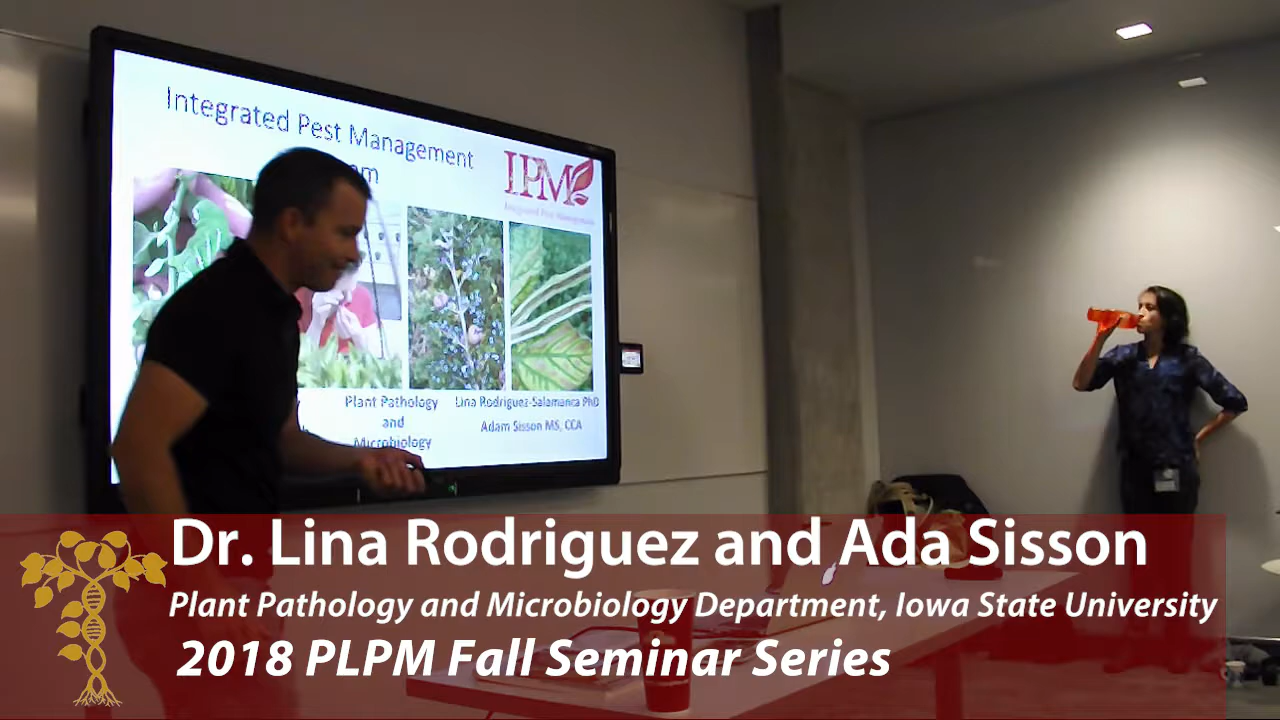 Integrated Pest Management
IPM
Integrated Pest Management
Plant Pathology
and
Microbiology
Lina Rodriguez-Salamanca PhD
Adam Sisson MS, CCA
Dr. Lina Rodriguez and Ada Sisson
Plant Pathology and Microbiology Department, Iowa State University
2018 PLPM Fall Seminar Series